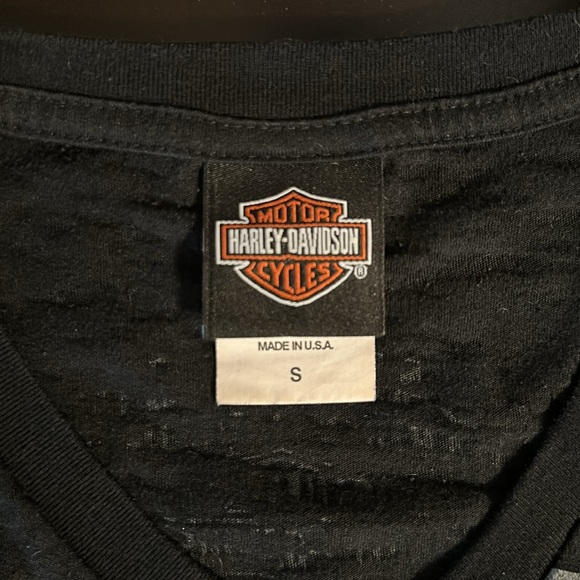 MOTOR
HARLEY-DAVIDSON
CYCLES ®
MADE IN U.S.A.
S